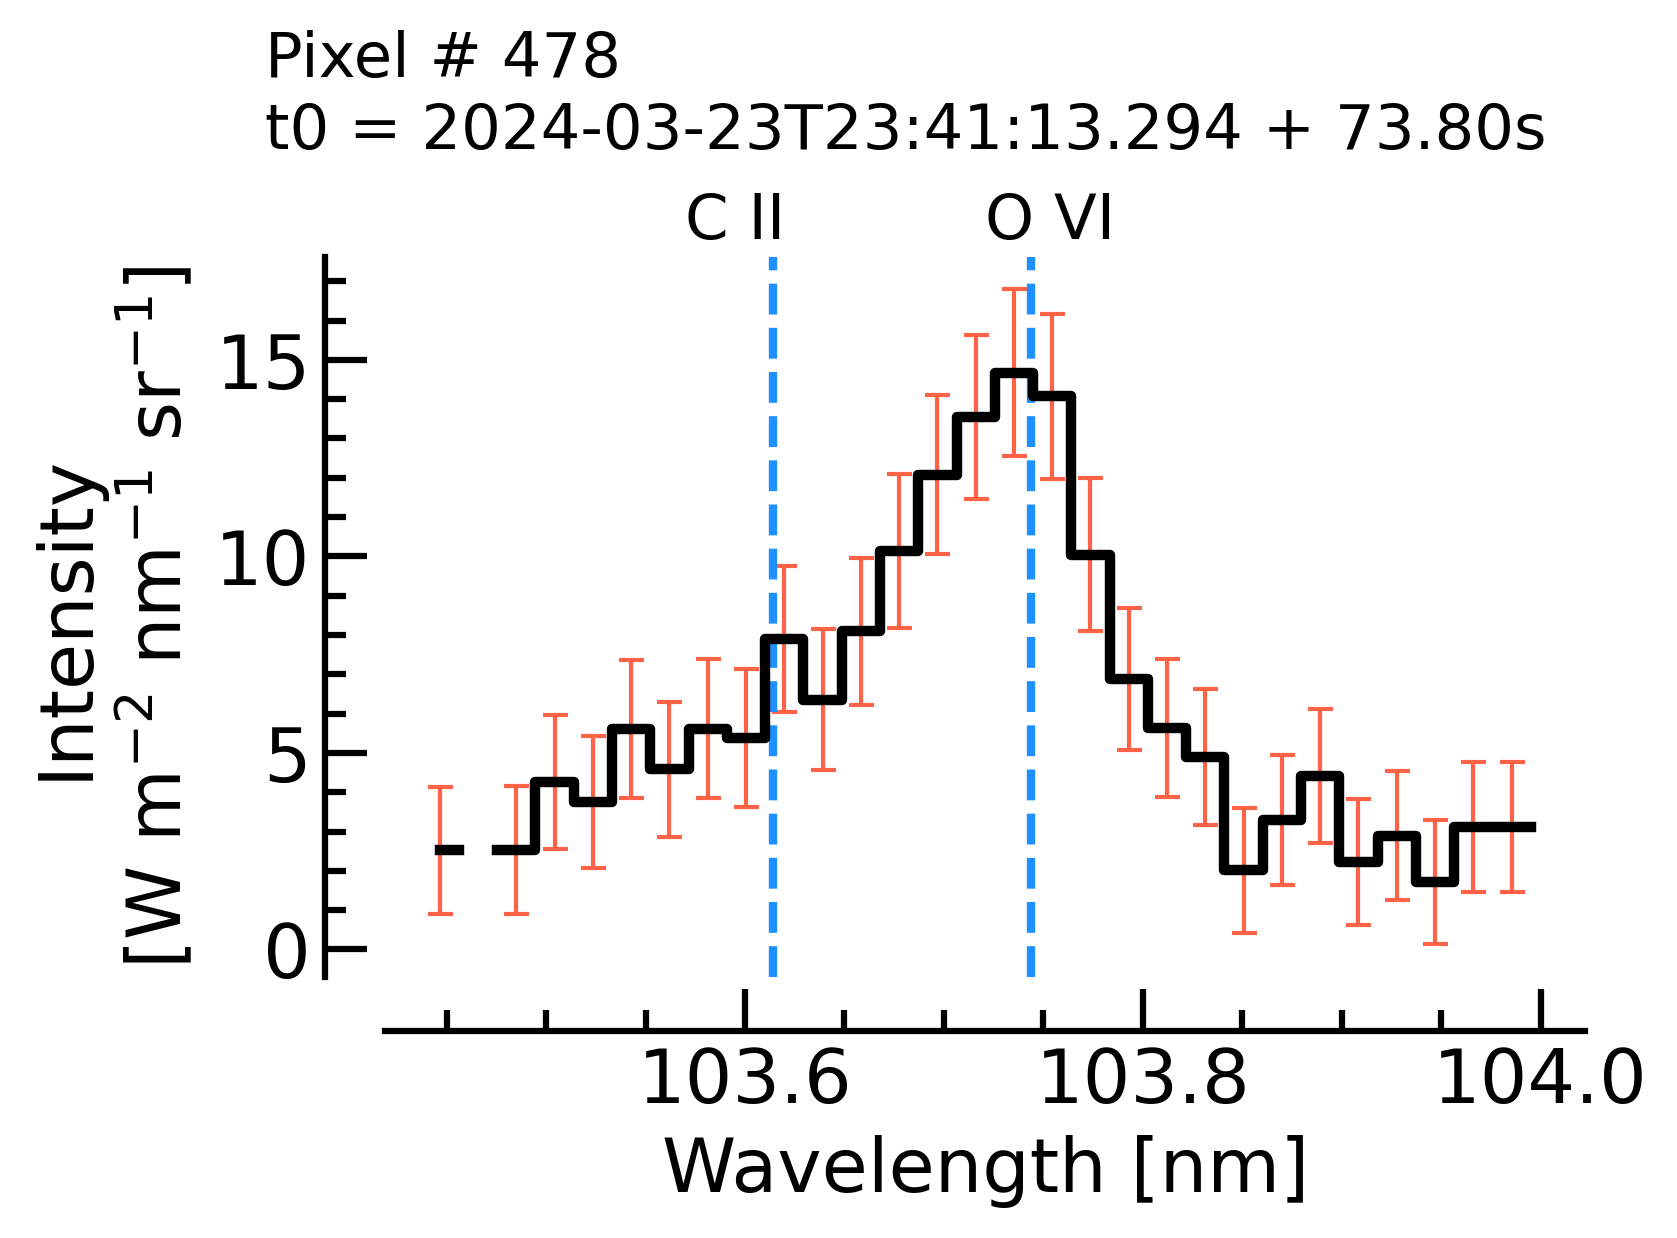 Pixel # 478
t0 = 2024-03-23T23:41:13.294 + 73.80s
C II O VI
Intensity
[W m⁻² nm⁻¹ sr⁻¹]
15
10
5
0
103.6 103.8 104.0
Wavelength [nm]